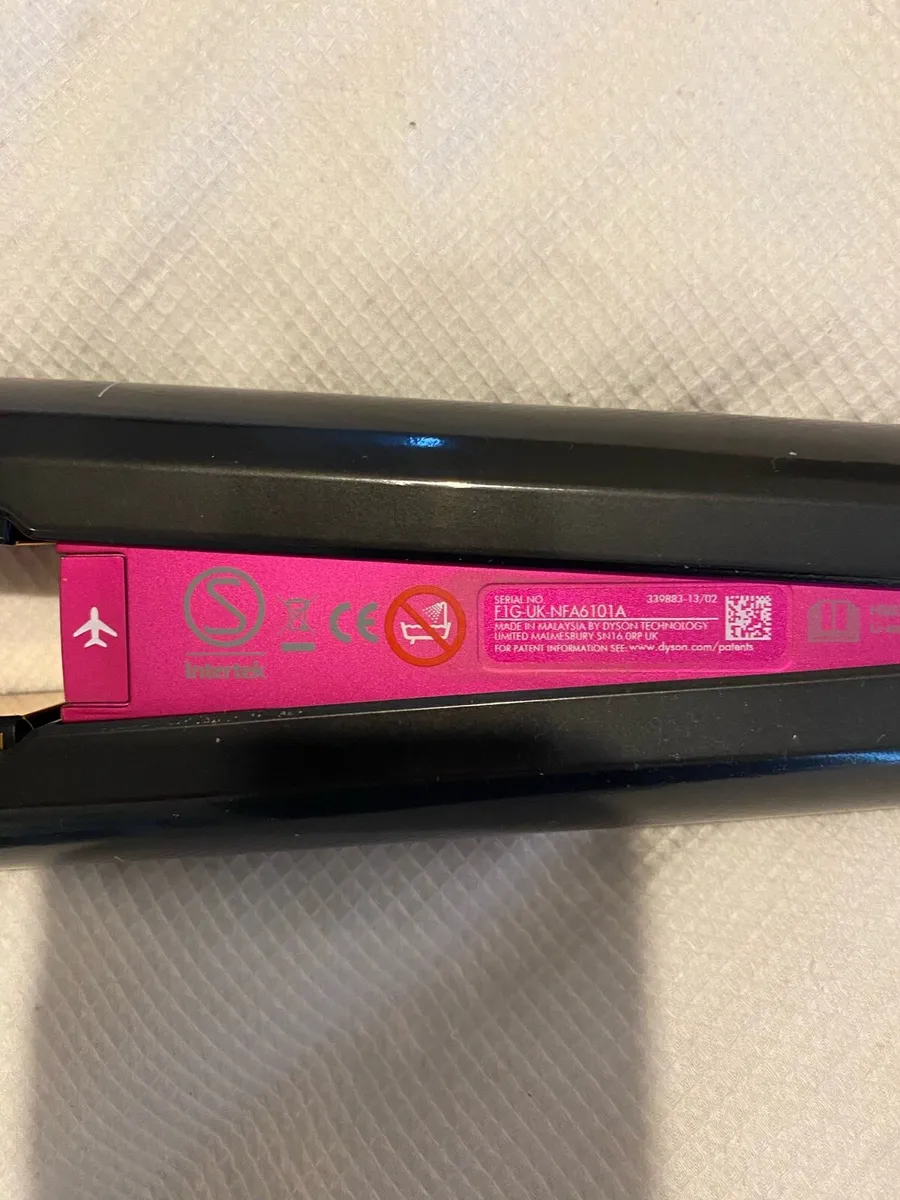 S
Intertek
CE
SERIAL NO.
339883-13/02
F1G-UK-NFA6101A
MADE IN MALAYSIA BY DYSON TECHNOLOGY
LIMITED MALMESBURY SN16 0RP UK
FOR PATENT INFORMATION SEE: www.dyson.com/patents